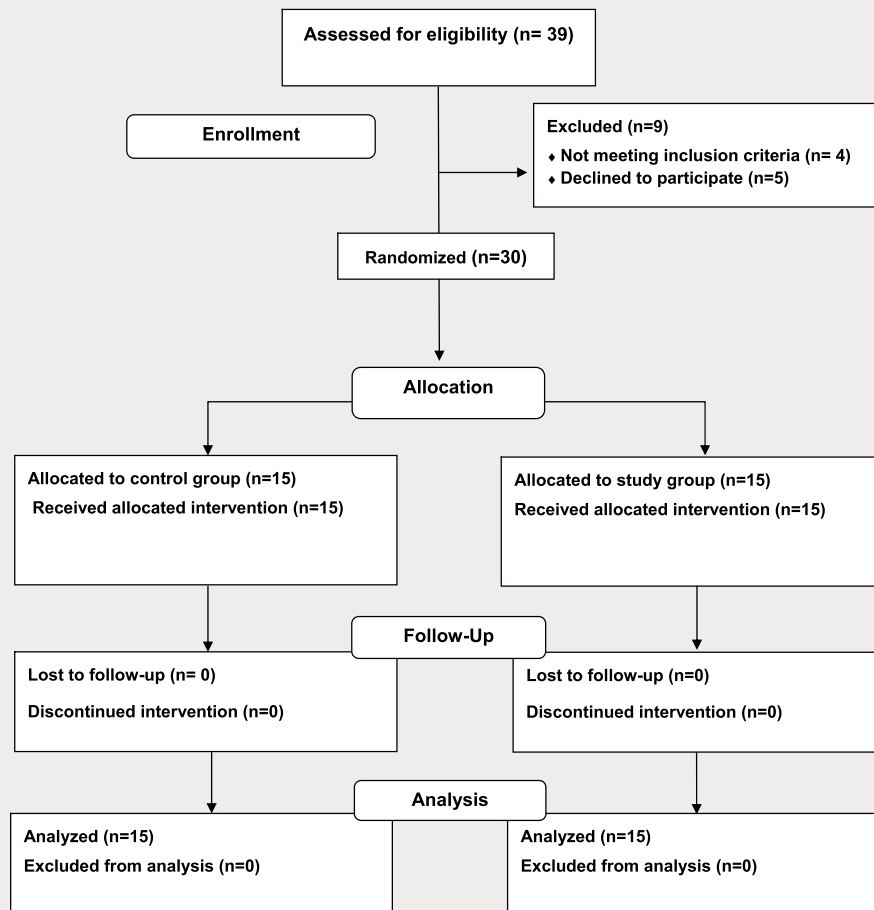 Assessed for eligibility (n= 39)
Enrollment
Excluded (n=9)
♦ Not meeting inclusion criteria (n= 4)
♦ Declined to participate (n=5)
Randomized (n=30)
Allocation
Allocated to control group (n=15)
Received allocated intervention (n=15)
Allocated to study group (n=15)
Received allocated intervention (n=15)
Follow-Up
Lost to follow-up (n= 0)
Discontinued intervention (n=0)
Lost to follow-up (n=0)
Discontinued intervention (n=0)
Analysis
Analyzed (n=15)
Excluded from analysis (n=0)
Analyzed (n=15)
Excluded from analysis (n=0)